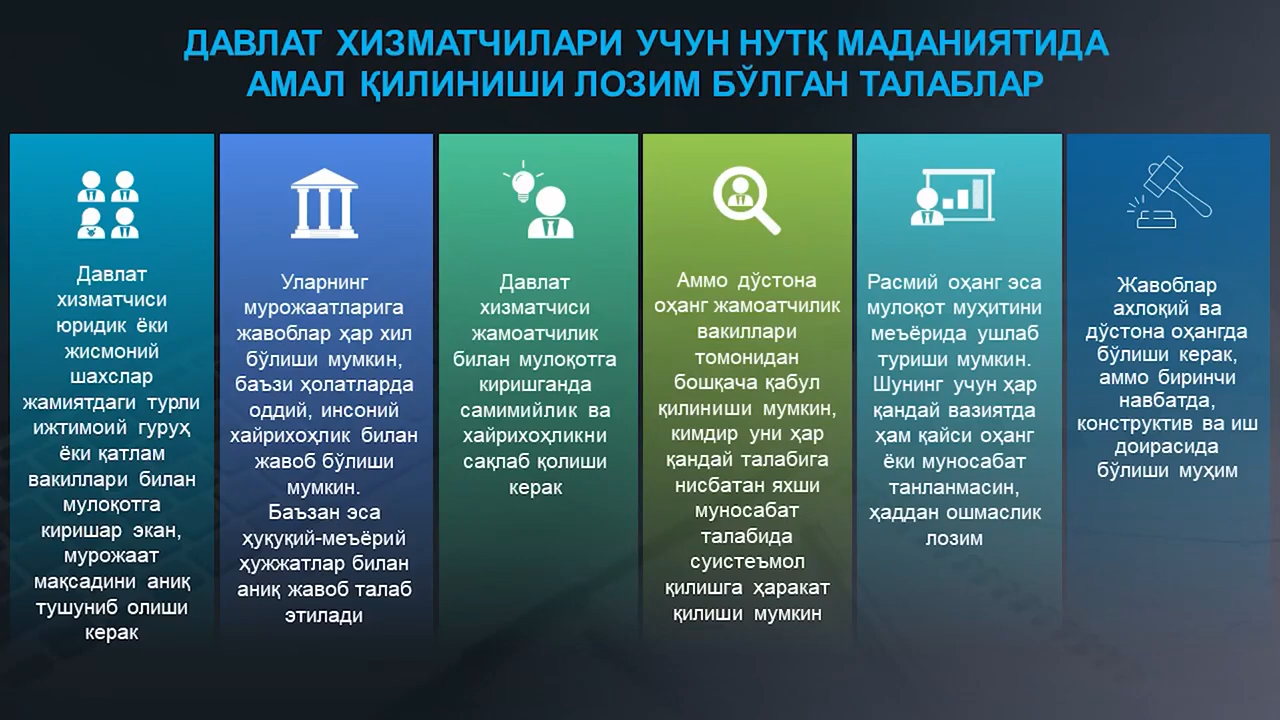 ДАВЛАТ ХИЗМАТЧИЛАРИ УЧУН НУТҚ МАДАНИЯТИДА
АМАЛ ҚИЛИНИШИ ЛОЗИМ БЎЛГАН ТАЛАБЛАР
Давлат
хизматчиси
юридик ёки
жисмоний
шахслар
жамиятдаги турли
ижтимоий гуруҳ
ёки қатлам
вакиллари билан
мулоқотга
киришар экан,
мурожаат
мақсадини аниқ
тушуниб олиши
керак
Уларнинг
мурожаатларига
жавоблар ҳар хил
бўлиши мумкин,
баъзи ҳолатларда
оддий, инсоний
хайрихоҳлик билан
жавоб бўлиши
мумкин.
Баъзан эса
ҳуқуқий-меъёрий
ҳужжатлар билан
аниқ жавоб талаб
этилади
Давлат
хизматчиси
жамоатчилик
билан мулоқотга
киришганда
самимийлик ва
хайрихоҳликни
сақлаб қолиши
керак
Аммо дўстона
оҳанг жамоатчилик
вакиллари
томонидан
бошқача қабул
қилиниши мумкин,
кимдир уни ҳар
қандай талабига
нисбатан яхши
муносабат
талабида
суистеъмол
қилишга ҳаракат
қилиши мумкин
Расмий оҳанг эса
мулоқот муҳитини
меъёрида ушлаб
туриши мумкин.
Шунинг учун ҳар
қандай вазиятда
ҳам қайси оҳанг
ёки муносабат
танланмасин,
ҳаддан ошмаслик
лозим
Жавоблар
ахлоқий ва
дўстона оҳангда
бўлиши керак,
аммо биринчи
навбатда,
конструктив ва иш
доирасида
бўлиши муҳим